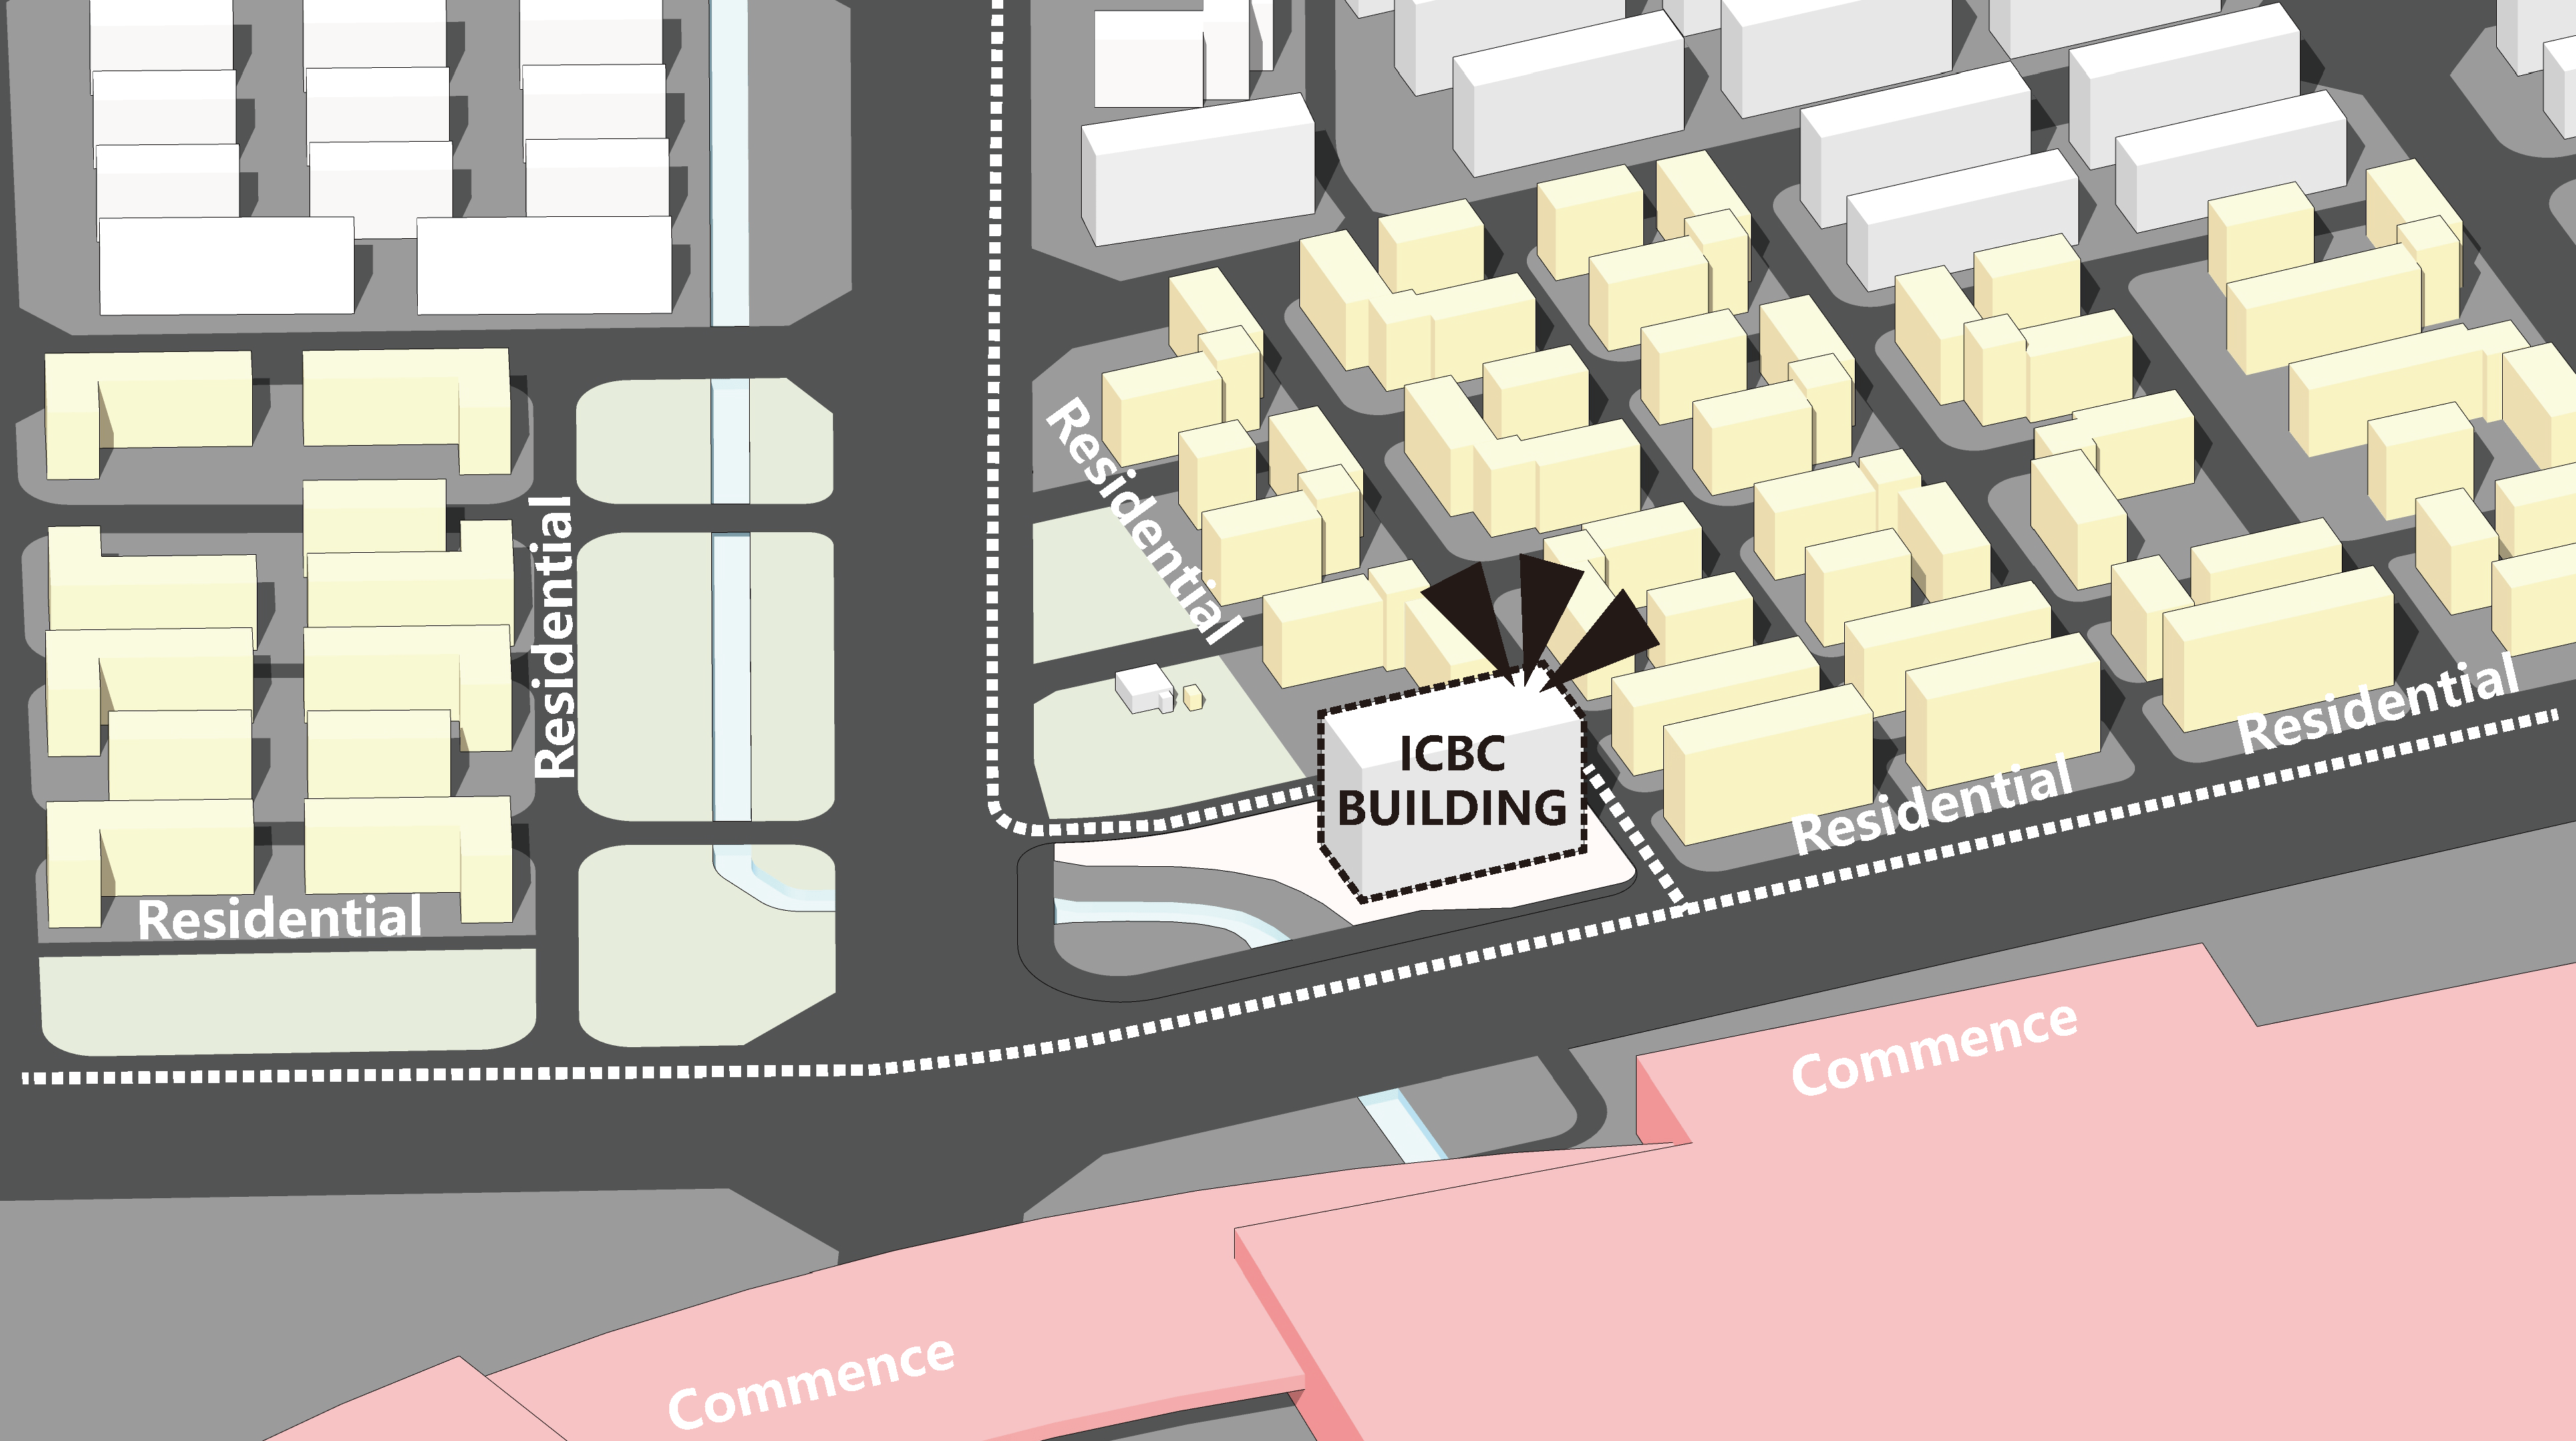 Residential
Residential
Residential
ICBC
BUILDING
Residential
Residential
Commence
Commence